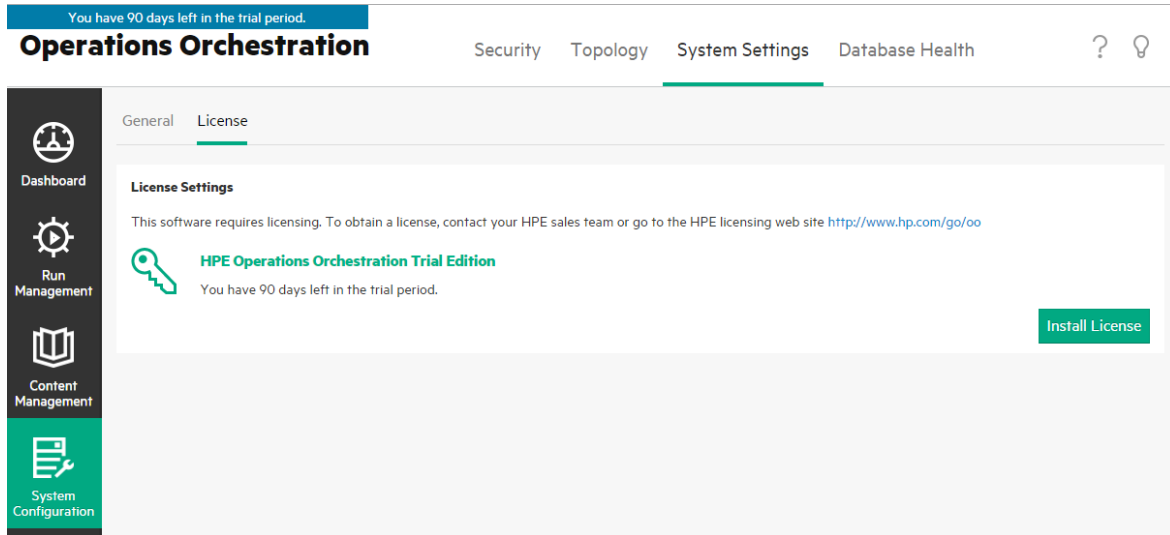 You have 90 days left in the trial period.
Operations Orchestration
Security Topology System Settings Database Health ?
General License
Dashboard
License Settings
This software requires licensing. To obtain a license, contact your HPE sales team or go to the HPE licensing web site http://www.hp.com/go/oo
HPE Operations Orchestration Trial Edition
You have 90 days left in the trial period.
Run
Management
Install License
Content
Management
System
Configuration